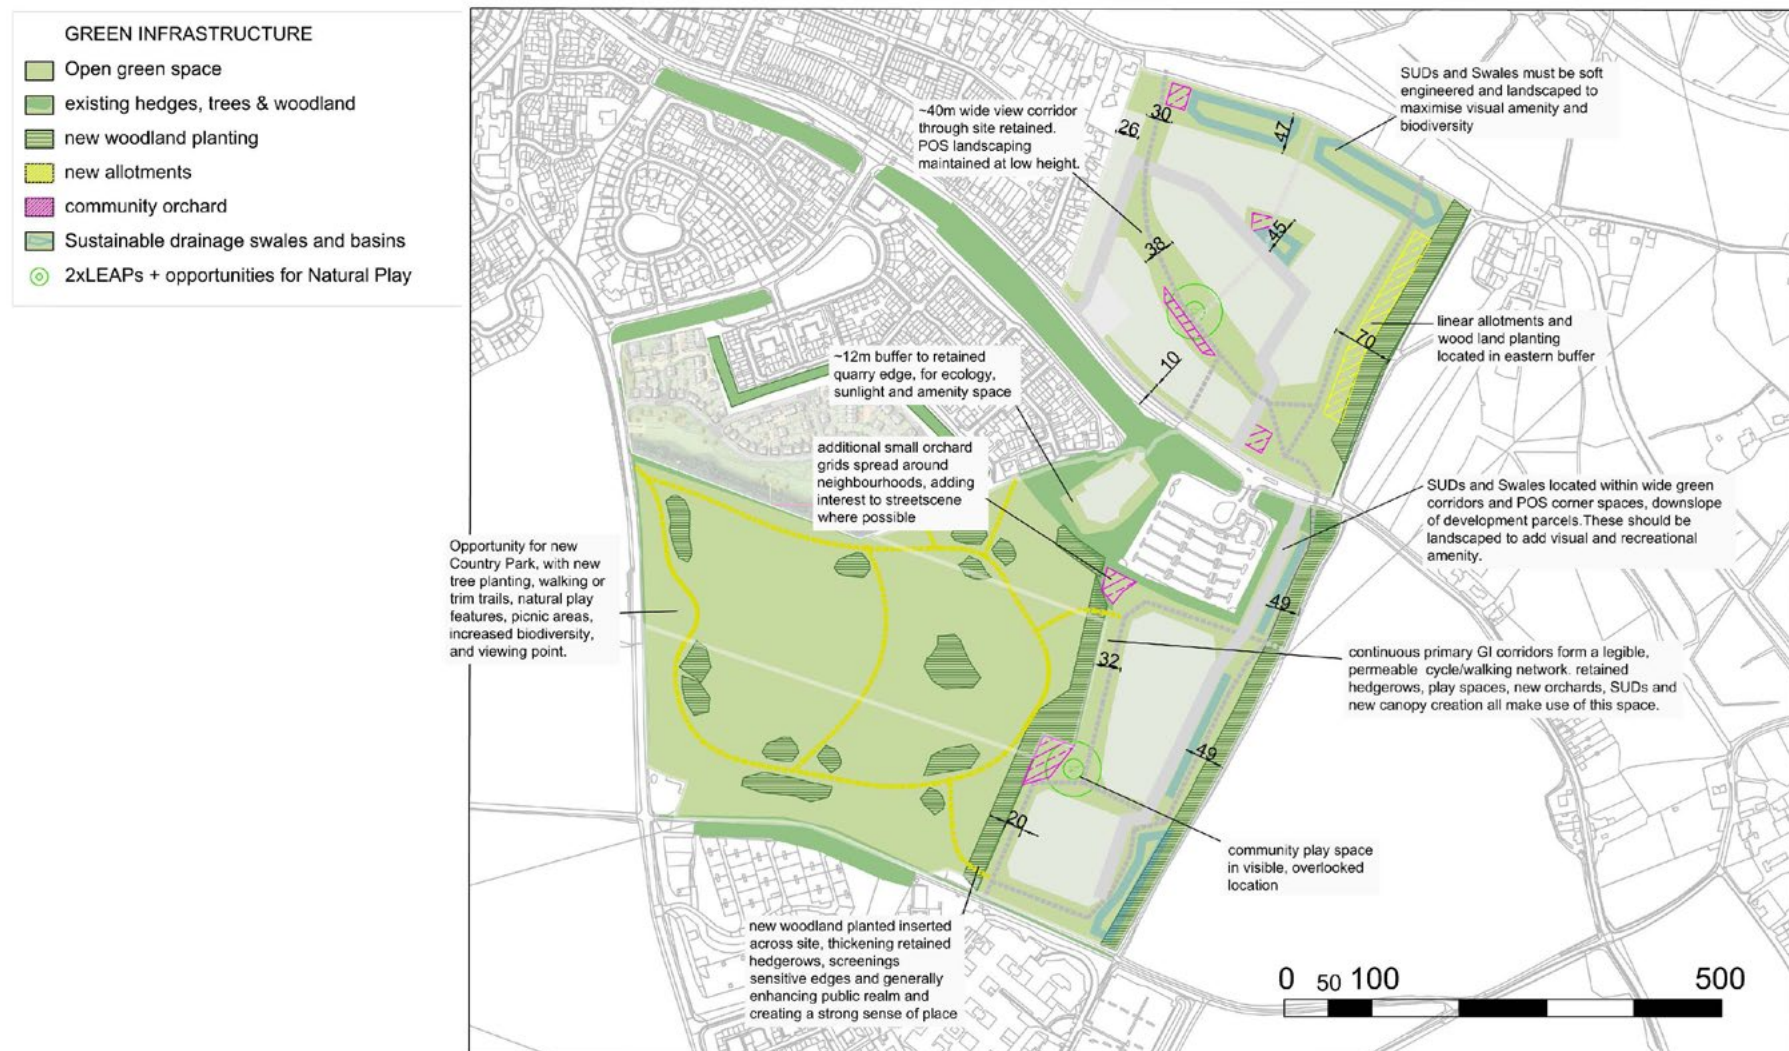 GREEN INFRASTRUCTURE
Open green space
existing hedges, trees & woodland
new woodland planting
new allotments
community orchard
Sustainable drainage swales and basins
2xLEAPs + opportunities for Natural Play
SUDs and Swales must be soft
engineered and landscaped to
maximise visual amenity and
biodiversity
~40m wide view corridor
through site retained.
POS landscaping
maintained at low height.
26
30
47
45
38
10
70
linear allotments and
wood land planting
located in eastern buffer
~12m buffer to retained
quarry edge, for ecology,
sunlight and amenity space
additional small orchard
grids spread around
neighbourhoods, adding
interest to streetscene
where possible
SUDs and Swales located within wide green
corridors and POS corner spaces, downslope
of development parcels.These should be
landscaped to add visual and recreational
amenity.
Opportunity for new
Country Park, with new
tree planting, walking or
trim trails, natural play
features, picnic areas,
increased biodiversity,
and viewing point.
49
32
continuous primary GI corridors form a legible,
permeable cycle/walking network. retained
hedgerows, play spaces, new orchards, SUDs and
new canopy creation all make use of this space.
49
20
community play space
in visible, overlooked
location
new woodland planted inserted
across site, thickening retained
hedgerows, screenings
sensitive edges and generally
enhancing public realm and
creating a strong sense of place
0 50 100 500